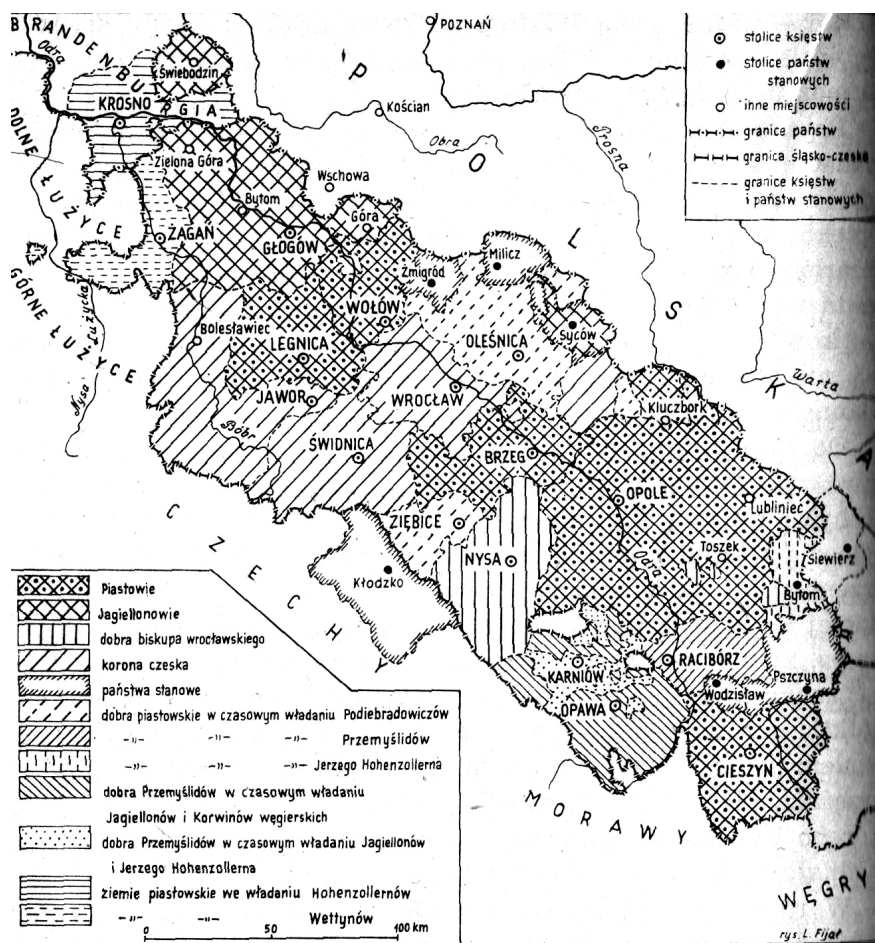 BRANDENBURGIA
Odra
POZNAŃ
Świebodzin
KROSNO
Kościan
Obra
Prosna
POLSKA
DOLNE ŁUŻYCE
Zielona Góra
Wschowa
Bytom
Góra
ŻAGAŃ
GŁOGÓW
Milicz
Żmigród
GÓRNE ŁUŻYCE
Nysa Łużycka
WOŁÓW
Bolesławiec
OLEŚNICA
Syców
LEGNICA
Warta
JAWOR
WROCŁAW
Kluczbork
Bóbr
ŚWIDNICA
BRZEG
OPOLE
Lubliniec
ZIĘBICE
CZECHY
NYSA
Odra
Toszek
Siewierz
Kłodzko
Bytom
KARNIÓW
RACIBÓRZ
Pszczyna
Wodzisław
OPAWA
CIESZYN
MORAWY
WĘGRY
rys. L. Fijał
stolice księstw
stolice państw
stanowych
inne miejscowości
granice państw
granica śląsko-czeska
granice księstw
i państw stanowych
Piastowie
Jagiellonowie
dobra biskupa wrocławskiego
korona czeska
państwa stanowe
dobra piastowskie w czasowym władaniu Podiebradowiczów
-"- -"- -"- Przemyślidów
-"- -"- -"- Jerzego Hohenzollerna
dobra Przemyślidów w czasowym władaniu
Jagiellonów i Korwinów węgierskich
dobra Przemyślidów w czasowym władaniu Jagiellonów
i Jerzego Hohenzollerna
ziemie piastowskie we władaniu Hohenzollernów
-"- -"- Wettynów
0 50 100 km